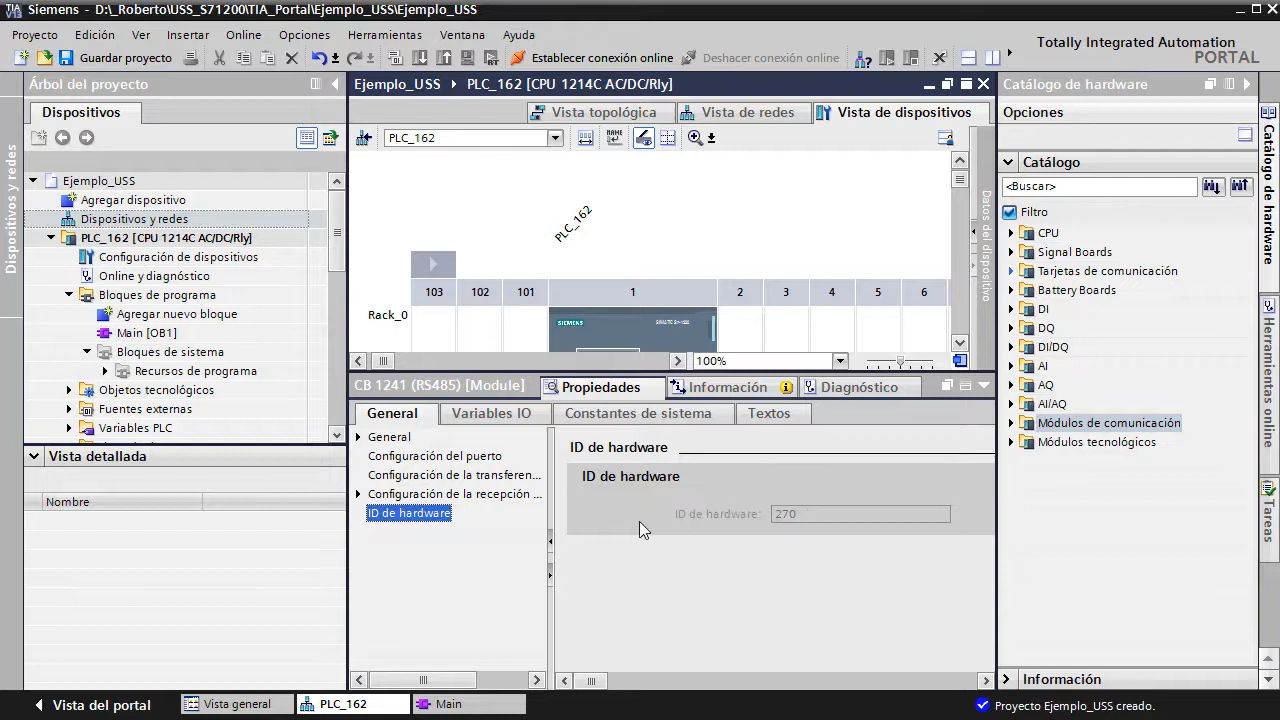 TIA V13 Siemens - D:\_Roberto\USS_S71200\TIA_Portal\Ejemplo_USS\Ejemplo_USS
Proyecto Edición Ver Insertar Online Opciones Herramientas Ventana Ayuda
Guardar proyecto Establecer conexión online Deshacer conexión online
Totally Integrated Automation
PORTAL
Árbol del proyecto
Dispositivos
Dispositivos y redes
Ejemplo_USS
Agregar dispositivo
Dispositivos y redes
PLC_162 [CPU 1214C AC/DC/Rly]
Configuración de dispositivos
Online y diagnóstico
Bloques de programa
Agregar nuevo bloque
Main [OB1]
Bloques de sistema
Recursos de programa
Objetos tecnológicos
Fuentes externas
Variables PLC
Vista detallada
Nombre
Ejemplo_USS PLC_162 [CPU 1214C AC/DC/Rly]
Vista topológica Vista de redes Vista de dispositivos
PLC_162
PLC_162
103 102 101 1 2 3 4 5 6
Rack_0
SIEMENS SIMATIC S7-1200
100%
Datos del dispositivo
CB 1241 (RS485) [Module]
Propiedades Información Diagnóstico
General Variables IO Constantes de sistema Textos
General
Configuración del puerto
Configuración de la transferen...
Configuración de la recepción ...
ID de hardware
ID de hardware
ID de hardware
ID de hardware: 270
Catálogo de hardware
Opciones
Catálogo
<Buscar>
Filtro
CPU
Signal Boards
Tarjetas de comunicación
Battery Boards
DI
DQ
DI/DQ
AI
AQ
AI/AQ
Módulos de comunicación
Módulos tecnológicos
Información
Catálogo de hardware
Herramientas online
Tareas
Vista del portal Vista general PLC_162 Main
Proyecto Ejemplo_USS creado.